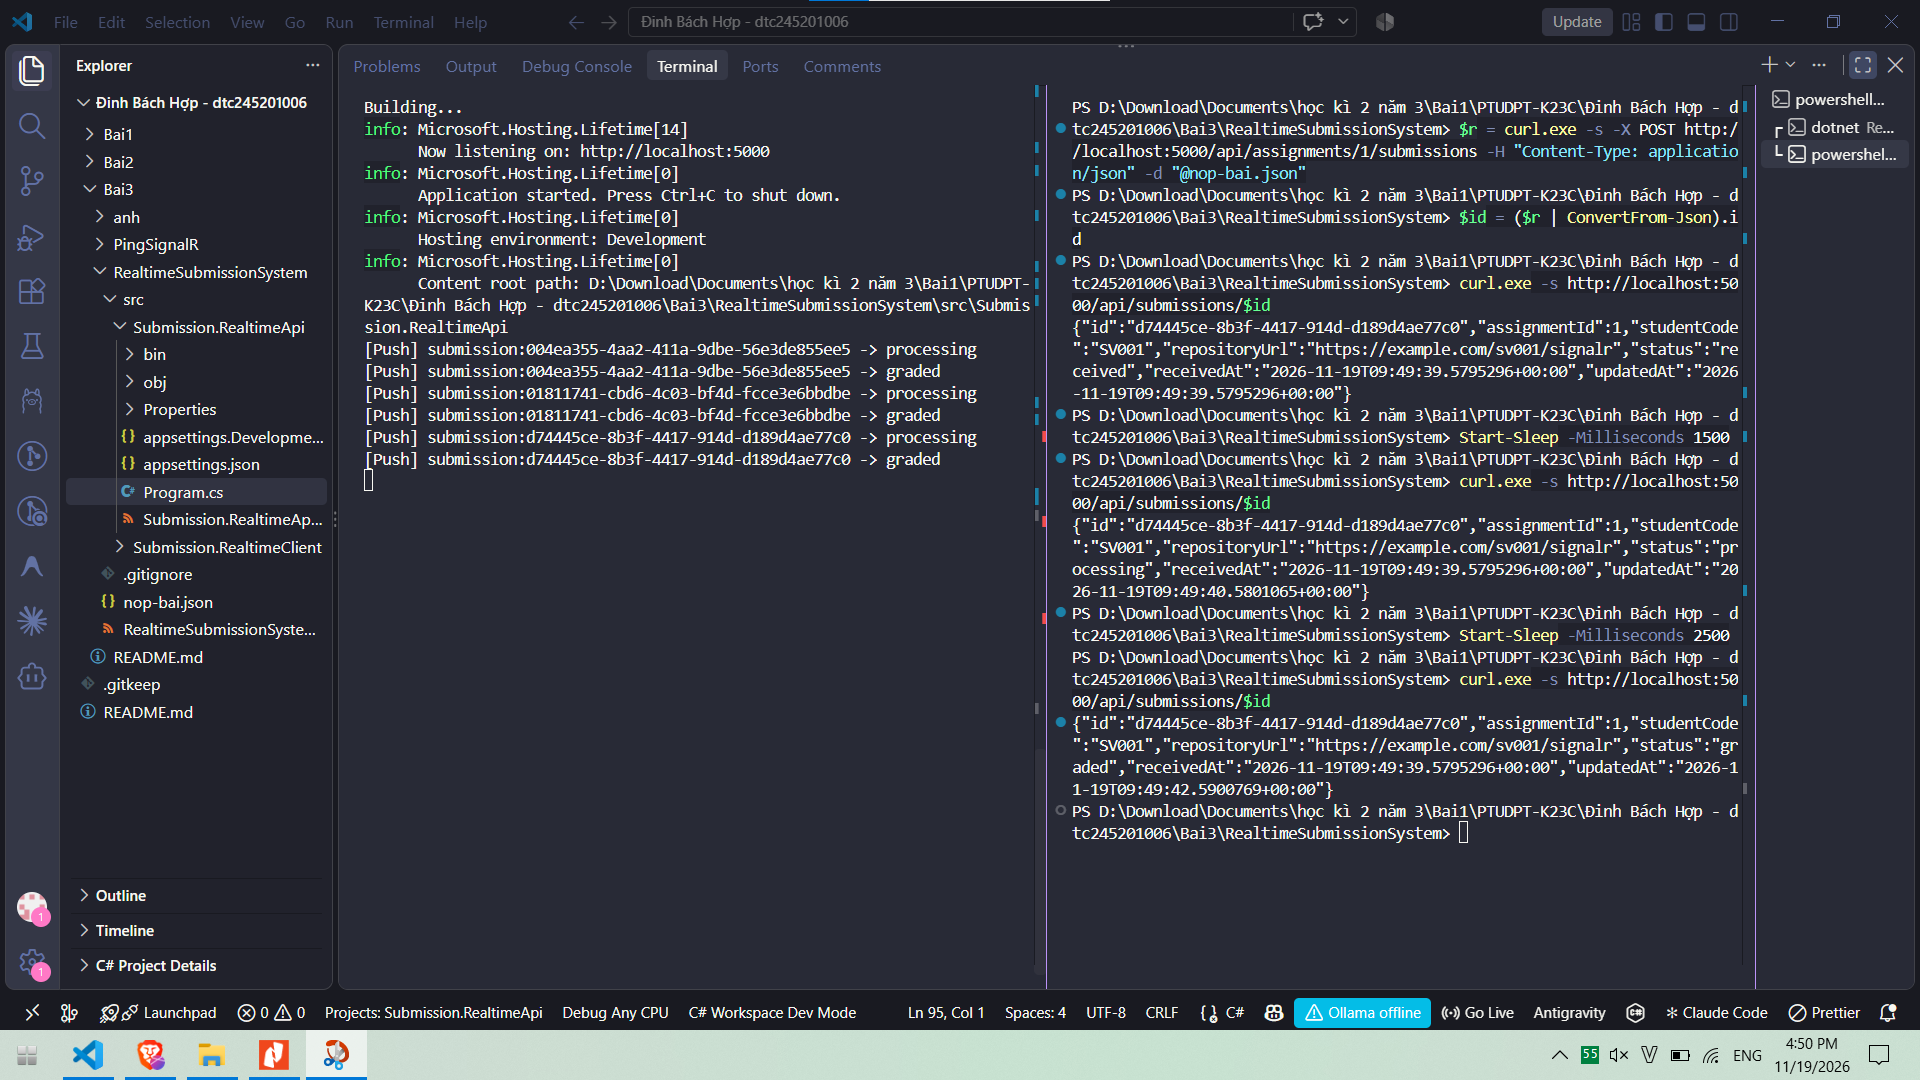 File Edit Selection View Go Run Terminal Help
Đinh Bách Hợp - dtc245201006
Update
Explorer
Đinh Bách Hợp - dtc245201006
Bai1
Bai2
Bai3
anh
PingSignalR
RealtimeSubmissionSystem
src
Submission.RealtimeApi
bin
obj
Properties
appsettings.Developme...
appsettings.json
Program.cs
Submission.RealtimeAp...
Submission.RealtimeClient
.gitignore
nop-bai.json
RealtimeSubmissionSyste...
README.md
.gitkeep
README.md
Outline
Timeline
C# Project Details
Problems Output Debug Console Terminal Ports Comments
Building...
info: Microsoft.Hosting.Lifetime[14]
Now listening on: http://localhost:5000
info: Microsoft.Hosting.Lifetime[0]
Application started. Press Ctrl+C to shut down.
info: Microsoft.Hosting.Lifetime[0]
Hosting environment: Development
info: Microsoft.Hosting.Lifetime[0]
Content root path: D:\Download\Documents\học kì 2 năm 3\Bai1\PTUDPT-
K23C\Đinh Bách Hợp - dtc245201006\Bai3\RealtimeSubmissionSystem\src\Submis
sion.RealtimeApi
[Push] submission:004ea355-4aa2-411a-9dbe-56e3de855ee5 -> processing
[Push] submission:004ea355-4aa2-411a-9dbe-56e3de855ee5 -> graded
[Push] submission:01811741-cbd6-4c03-bf4d-fcce3e6bbdbe -> processing
[Push] submission:01811741-cbd6-4c03-bf4d-fcce3e6bbdbe -> graded
[Push] submission:d74445ce-8b3f-4417-914d-d189d4ae77c0 -> processing
[Push] submission:d74445ce-8b3f-4417-914d-d189d4ae77c0 -> graded
PS D:\Download\Documents\học kì 2 năm 3\Bai1\PTUDPT-K23C\Đinh Bách Hợp - d
tc245201006\Bai3\RealtimeSubmissionSystem> $r = curl.exe -s -X POST http:/
/localhost:5000/api/assignments/1/submissions -H "Content-Type: applicatio
n/json" -d "@nop-bai.json"
PS D:\Download\Documents\học kì 2 năm 3\Bai1\PTUDPT-K23C\Đinh Bách Hợp - d
tc245201006\Bai3\RealtimeSubmissionSystem> $id = ($r | ConvertFrom-Json).i
d
PS D:\Download\Documents\học kì 2 năm 3\Bai1\PTUDPT-K23C\Đinh Bách Hợp - d
tc245201006\Bai3\RealtimeSubmissionSystem> curl.exe -s http://localhost:50
00/api/submissions/$id
{"id":"d74445ce-8b3f-4417-914d-d189d4ae77c0","assignmentId":1,"studentCode
":"SV001","repositoryUrl":"https://example.com/sv001/signalr","status":"re
ceived","receivedAt":"2026-11-19T09:49:39.5795296+00:00","updatedAt":"2026
-11-19T09:49:39.5795296+00:00"}
PS D:\Download\Documents\học kì 2 năm 3\Bai1\PTUDPT-K23C\Đinh Bách Hợp - d
tc245201006\Bai3\RealtimeSubmissionSystem> Start-Sleep -Milliseconds 1500
PS D:\Download\Documents\học kì 2 năm 3\Bai1\PTUDPT-K23C\Đinh Bách Hợp - d
tc245201006\Bai3\RealtimeSubmissionSystem> curl.exe -s http://localhost:50
00/api/submissions/$id
{"id":"d74445ce-8b3f-4417-914d-d189d4ae77c0","assignmentId":1,"studentCode
":"SV001","repositoryUrl":"https://example.com/sv001/signalr","status":"pr
ocessing","receivedAt":"2026-11-19T09:49:39.5795296+00:00","updatedAt":"20
26-11-19T09:49:40.5801065+00:00"}
PS D:\Download\Documents\học kì 2 năm 3\Bai1\PTUDPT-K23C\Đinh Bách Hợp - d
tc245201006\Bai3\RealtimeSubmissionSystem> Start-Sleep -Milliseconds 2500
PS D:\Download\Documents\học kì 2 năm 3\Bai1\PTUDPT-K23C\Đinh Bách Hợp - d
tc245201006\Bai3\RealtimeSubmissionSystem> curl.exe -s http://localhost:50
00/api/submissions/$id
{"id":"d74445ce-8b3f-4417-914d-d189d4ae77c0","assignmentId":1,"studentCode
":"SV001","repositoryUrl":"https://example.com/sv001/signalr","status":"gr
aded","receivedAt":"2026-11-19T09:49:39.5795296+00:00","updatedAt":"2026-1
1-19T09:49:42.5900769+00:00"}
PS D:\Download\Documents\học kì 2 năm 3\Bai1\PTUDPT-K23C\Đinh Bách Hợp - d
tc245201006\Bai3\RealtimeSubmissionSystem>
powershell...
dotnet Re...
powershel...
1
1
Launchpad 0 0 Projects: Submission.RealtimeApi Debug Any CPU C# Workspace Dev Mode Ln 95, Col 1 Spaces: 4 UTF-8 CRLF {} C# Ollama offline Go Live Antigravity Claude Code Prettier
55 ENG
4:50 PM
11/19/2026